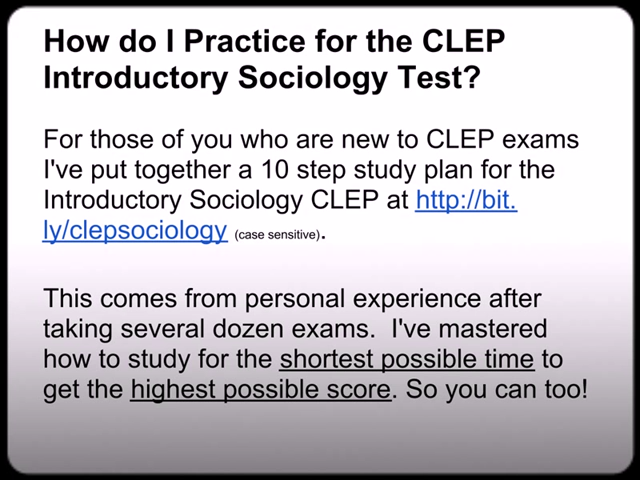 How do I Practice for the CLEP
Introductory Sociology Test?
For those of you who are new to CLEP exams
I've put together a 10 step study plan for the
Introductory Sociology CLEP at http://bit.
ly/clepsociology (case sensitive).
This comes from personal experience after
taking several dozen exams.  I've mastered
how to study for the shortest possible time to
get the highest possible score. So you can too!